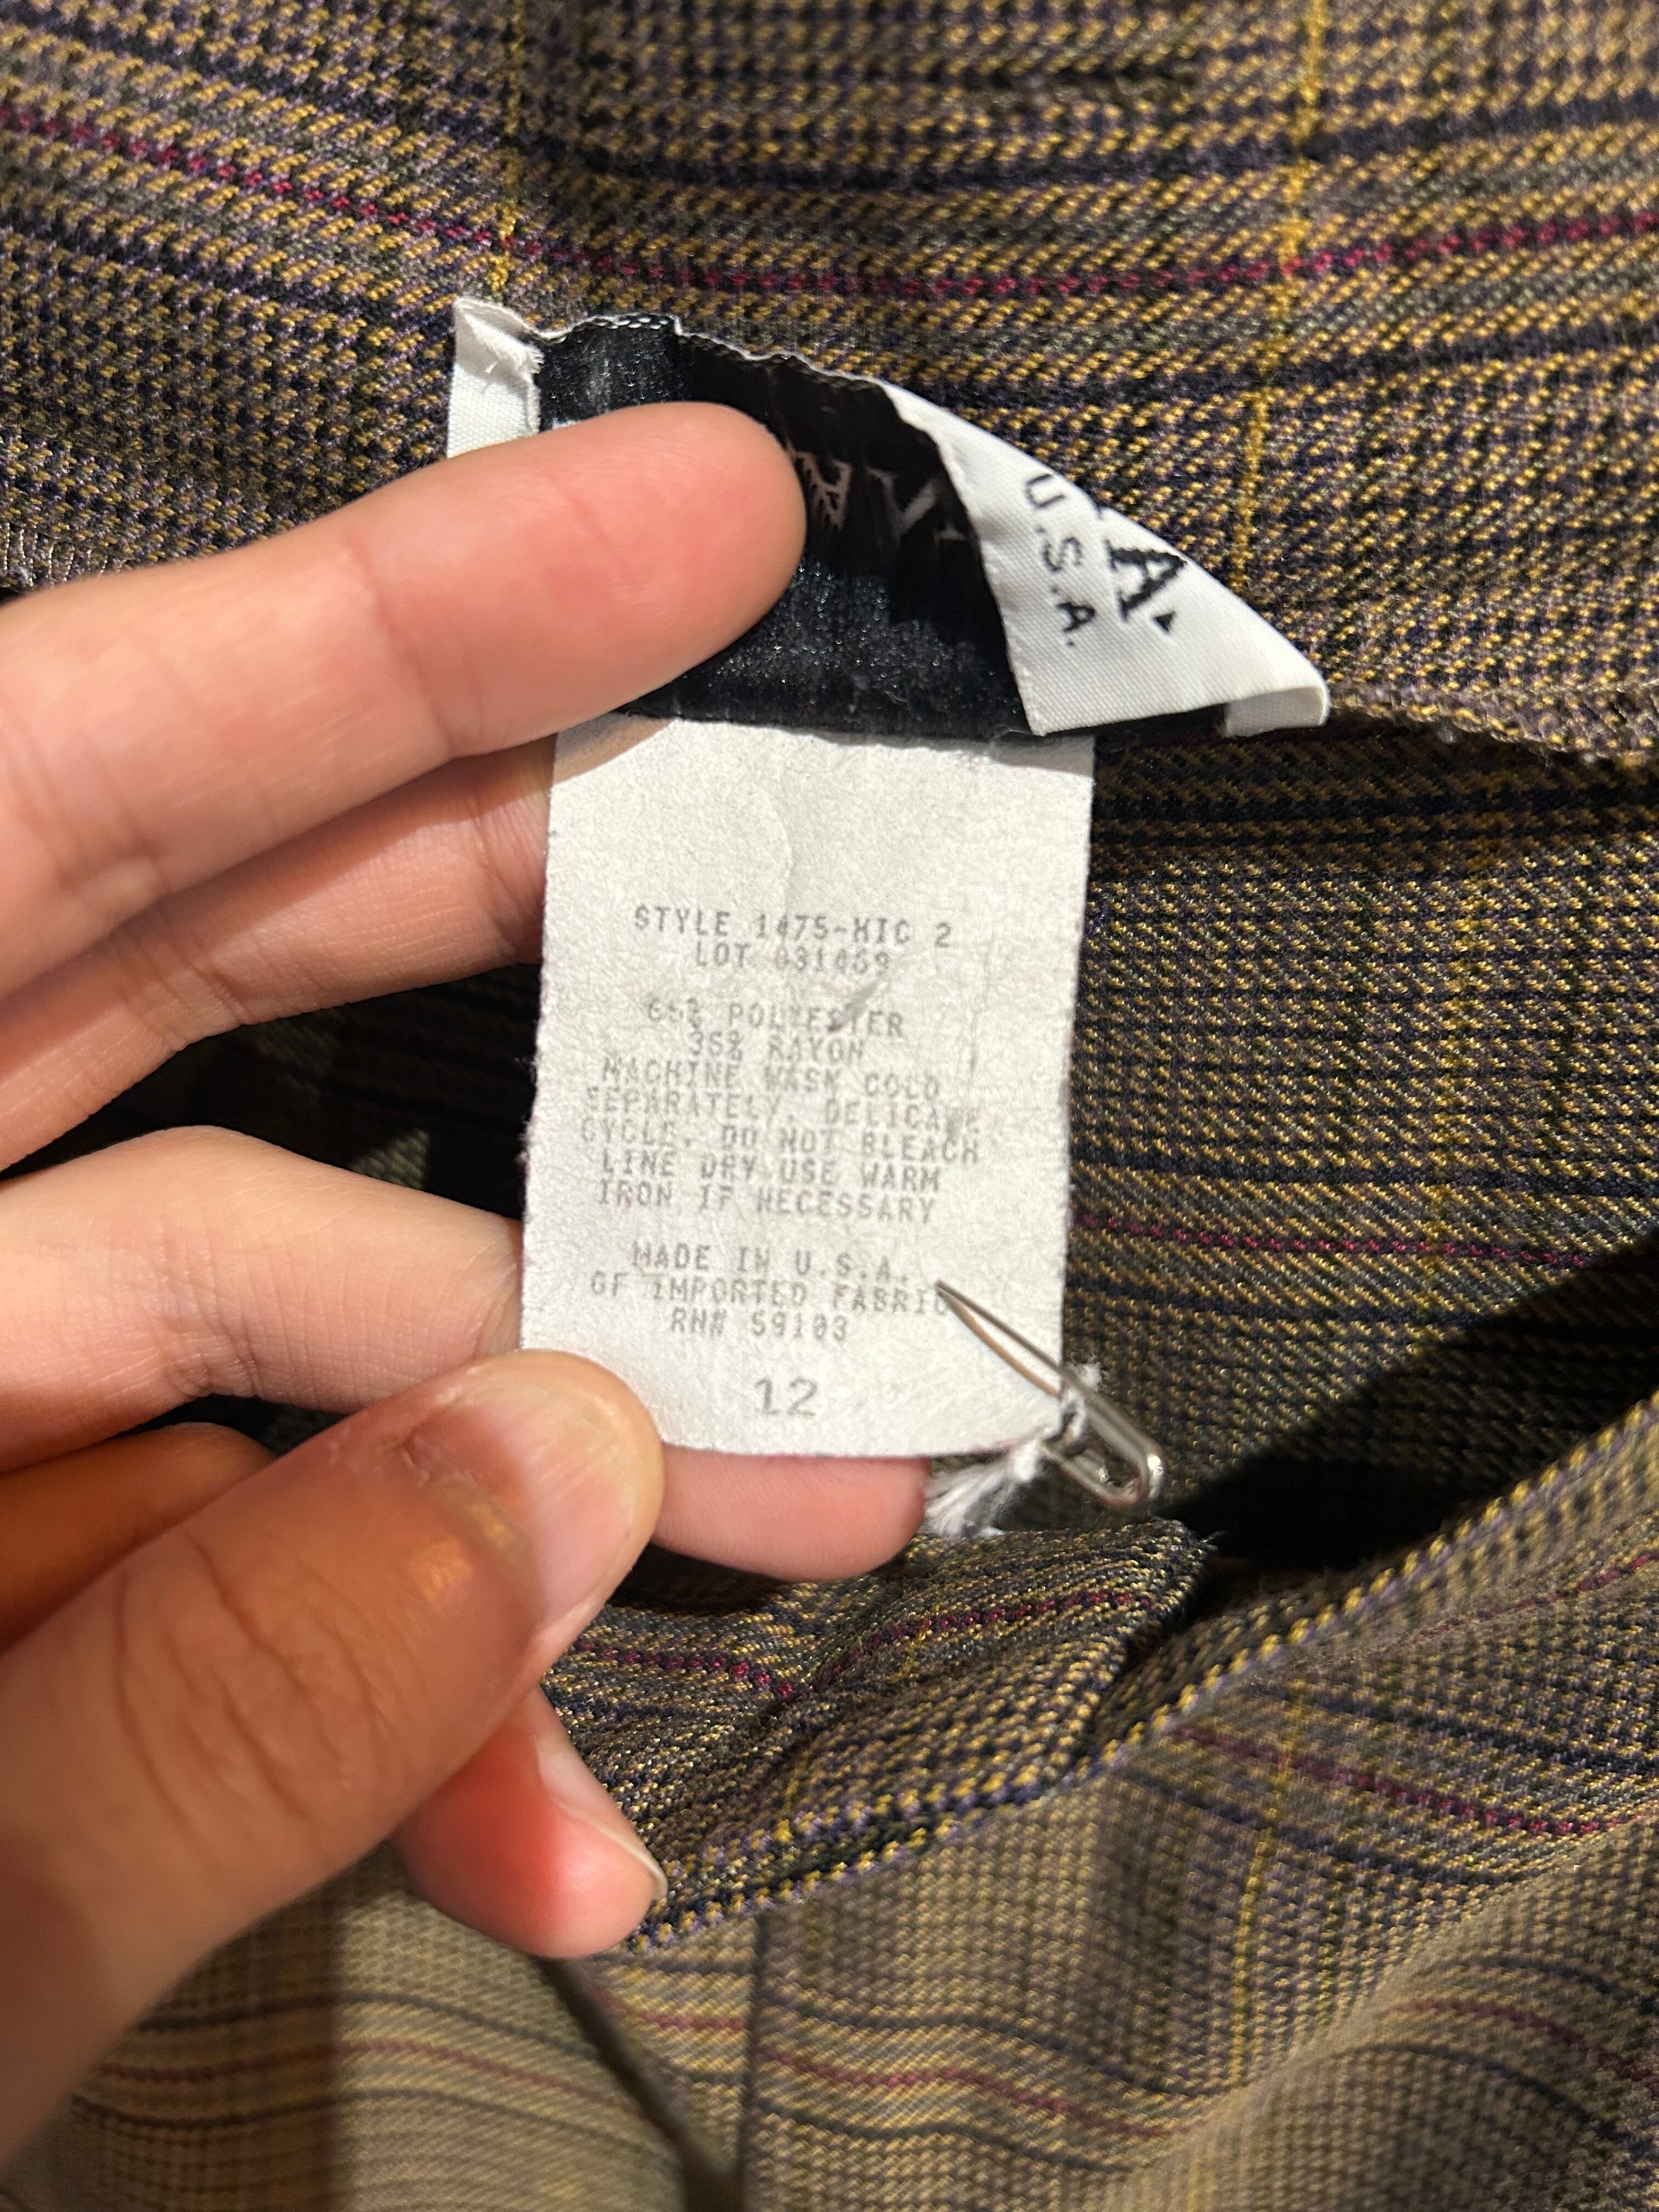 A
U.S.A.
STYLE 1475-HIC 2
LOT 031469
65% POLYESTER
35% RAYON
MACHINE WASH COLD
SEPARATELY, DELICATE
CYCLE. DO NOT BLEACH
LINE DRY USE WARM
IRON IF NECESSARY
MADE IN U.S.A.
OF IMPORTED FABRIC
RN# 59103
12